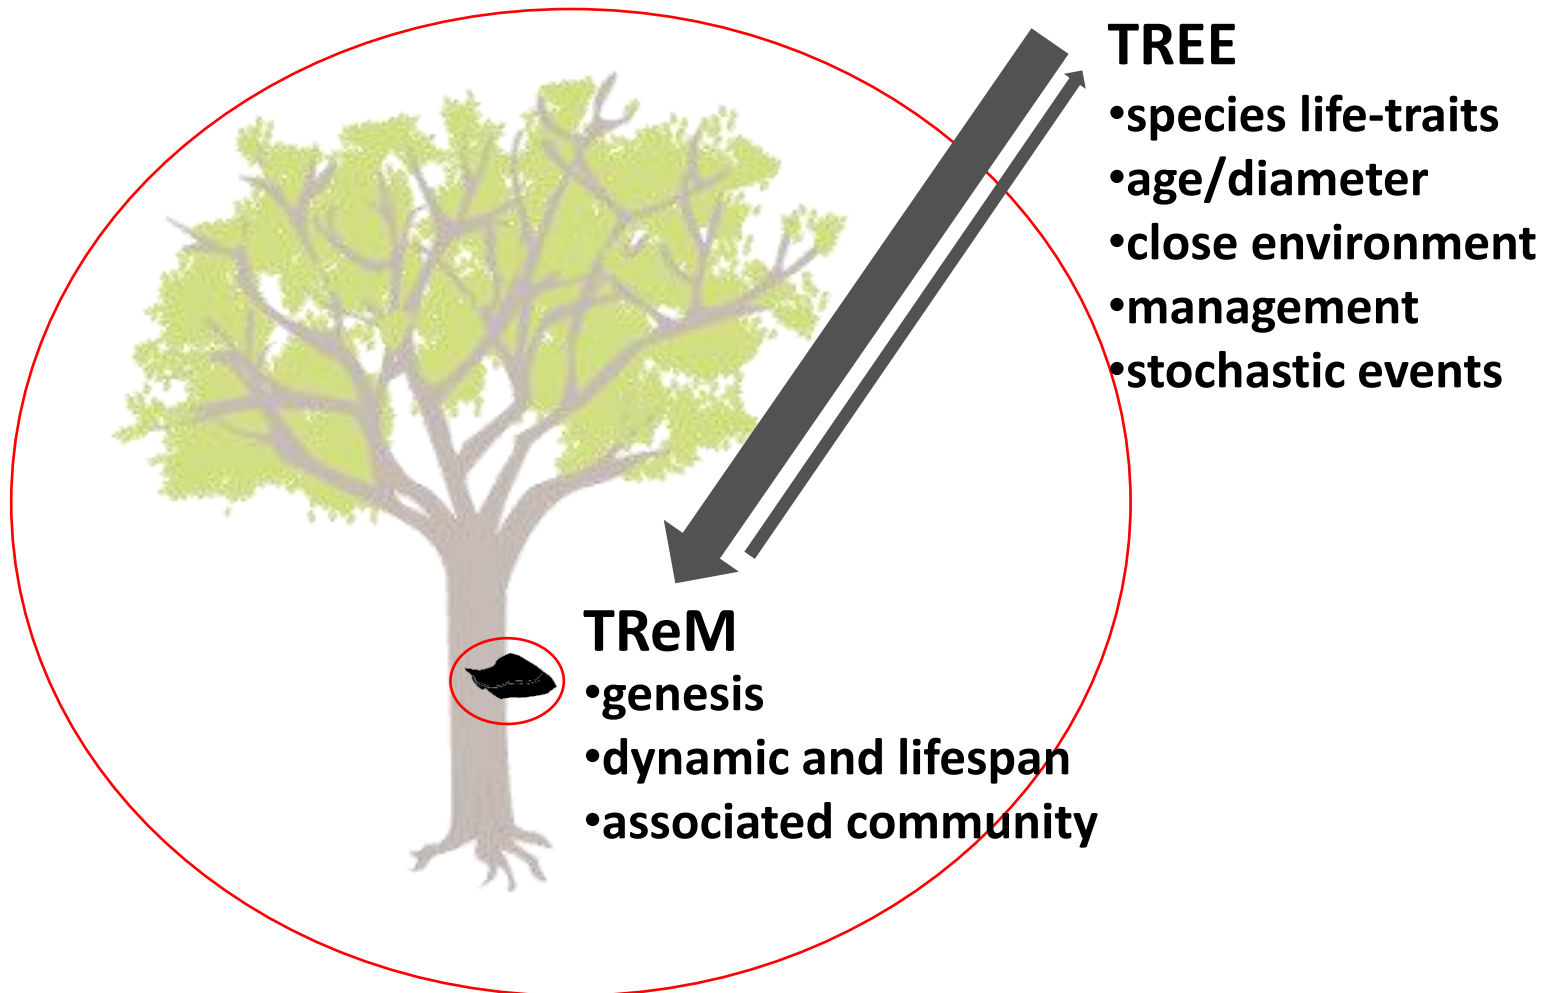 TREE
•species life-traits
•age/diameter
•close environment
•management
•stochastic events
TReM
•genesis
•dynamic and lifespan
•associated community